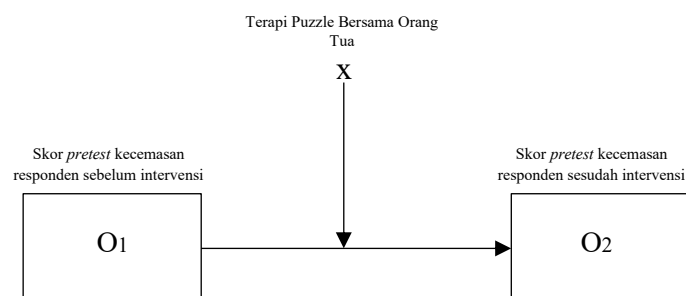 Terapi Puzzle Bersama Orang
Tua
X
Skor pretest kecemasan
responden sebelum intervensi
Skor pretest kecemasan
responden sesudah intervensi
O1
O2